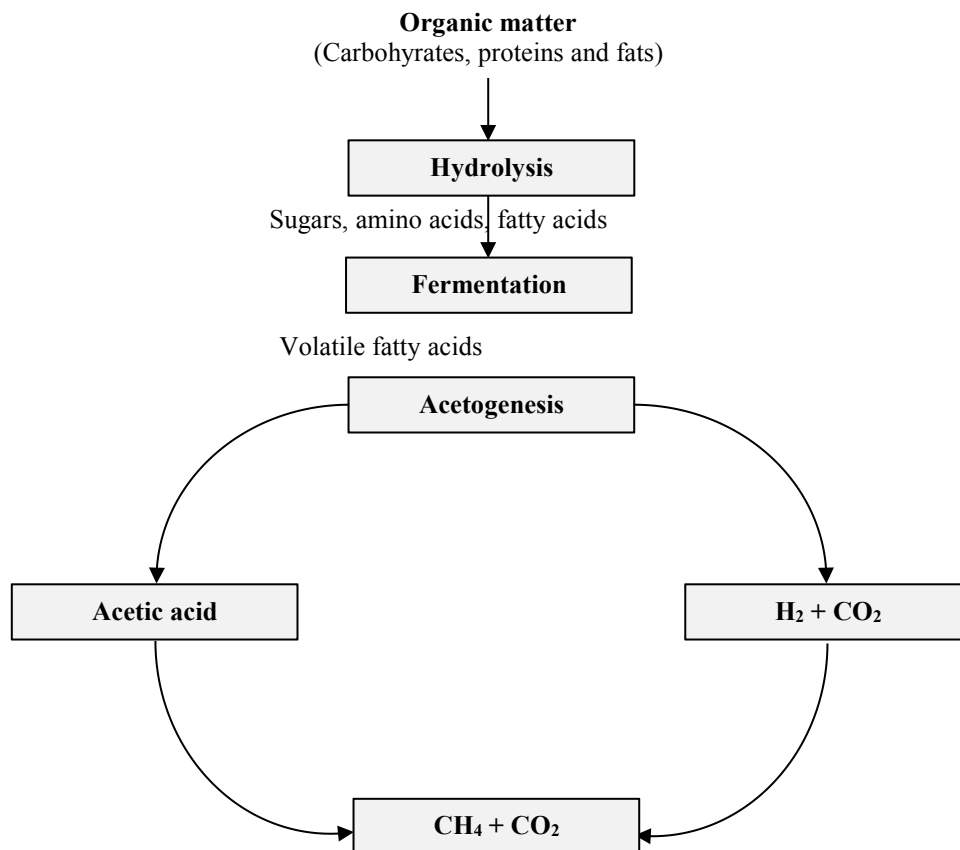 Organic matter
(Carbohyrates, proteins and fats)
Hydrolysis
Sugars, amino acids, fatty acids
Fermentation
Volatile fatty acids
Acetogenesis
Acetic acid
H₂ + CO₂
CH₄ + CO₂